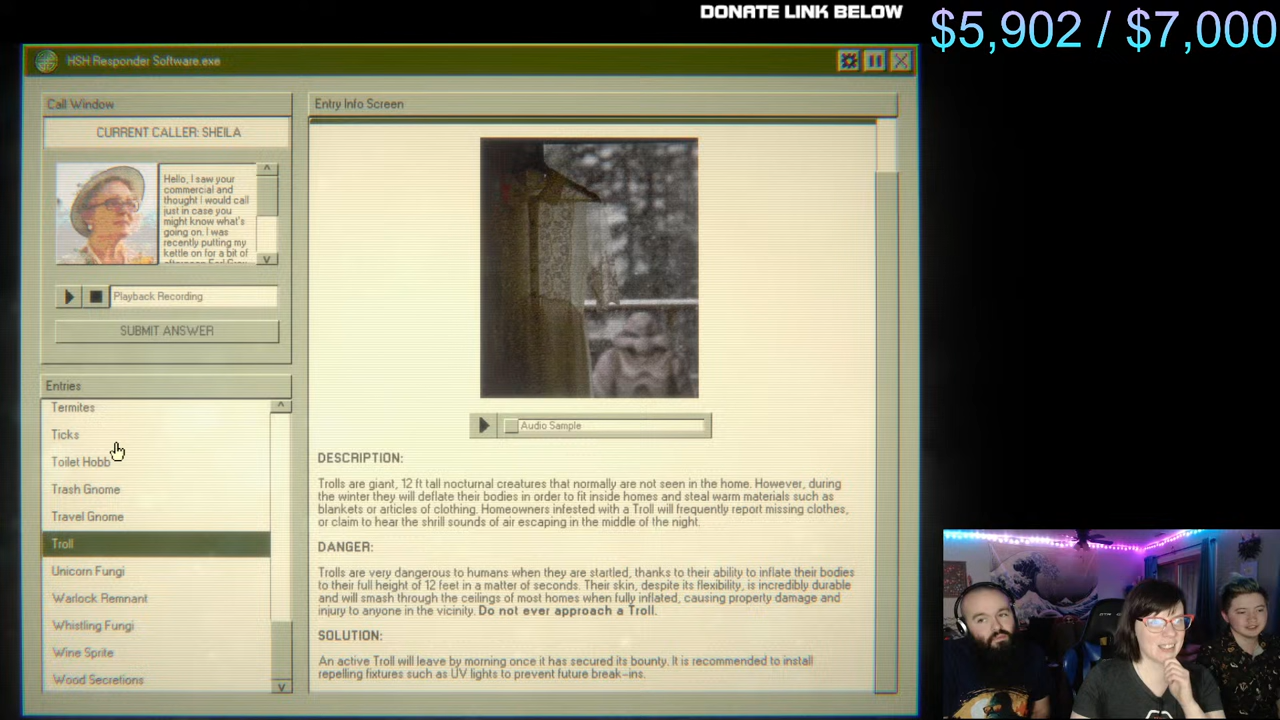 DONATE LINK BELOW
$5,902 / $7,000
HSH Responder Software.exe
Call Window
CURRENT CALLER: SHEILA
Hello, I saw your
commercial and
thought I would call
just in case you
might know what's
going on. I was
recently putting my
kettle on for a bit of
afternoon Earl Grey
Playback Recording
SUBMIT ANSWER
Entries
Termites
Ticks
Toilet Hobb
Trash Gnome
Travel Gnome
Troll
Unicorn Fungi
Warlock Remnant
Whistling Fungi
Wine Sprite
Wood Secretions
Entry Info Screen
Audio Sample
DESCRIPTION:
Trolls are giant, 12 ft tall nocturnal creatures that normally are not seen in the home. However, during
the winter they will deflate their bodies in order to fit inside homes and steal warm materials such as
blankets or articles of clothing. Homeowners infested with a Troll will frequently report missing clothes,
or claim to hear the shrill sounds of air escaping in the middle of the night.
DANGER:
Trolls are very dangerous to humans when they are startled, thanks to their ability to inflate their bodies
to their full height of 12 feet in a matter of seconds. Their skin, despite its flexibility, is incredibly durable
and will smash through the ceilings of most homes when fully inflated, causing property damage and
injury to anyone in the vicinity. Do not ever approach a Troll.
SOLUTION:
An active Troll will leave by morning once it has secured its bounty. It is recommended to install
repelling fixtures such as UV lights to prevent future break-ins.